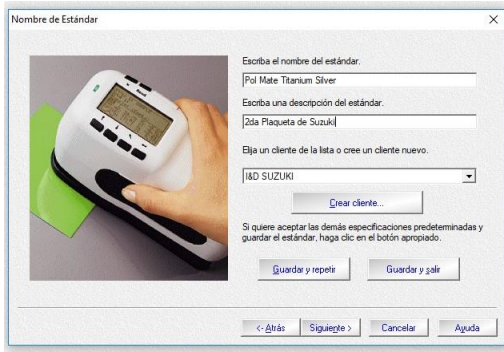 Nombre de Estándar
Escriba el nombre del estándar.
Pol Mate Titanium Silver
Escriba una descripción del estándar.
2da Plaqueta de Suzuki
Elija un cliente de la lista o cree un cliente nuevo.
I&D SUZUKI
Crear cliente...
Si quiere aceptar las demás especificaciones predeterminadas y
guardar el estándar, haga clic en el botón apropiado.
Guardar y repetir
Guardar y salir
<- Atrás
Siguiente >
Cancelar
Ayuda